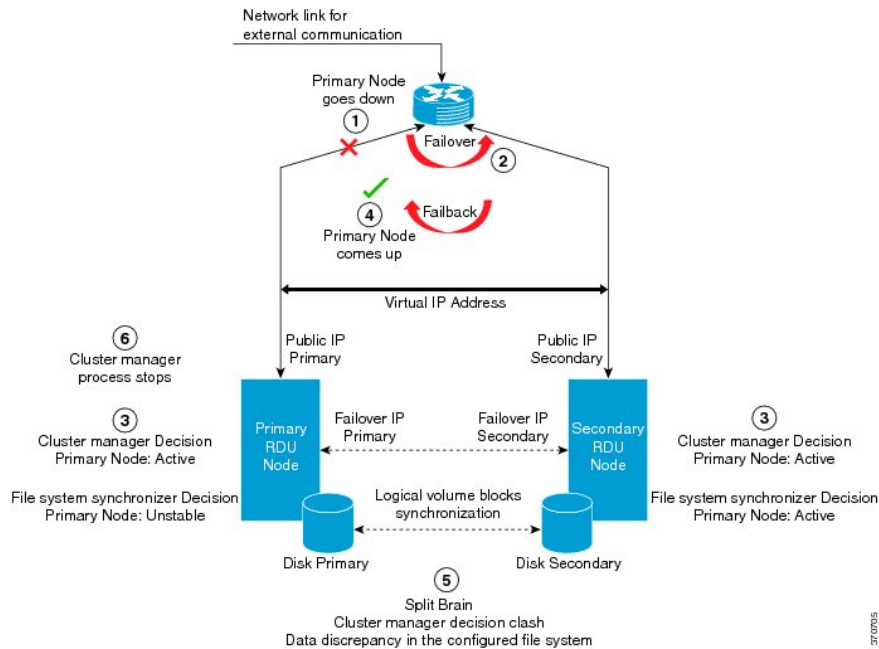 Network link for
external communication
Primary Node
goes down
1
Failover
2
4
Failback
Primary Node
comes up
Virtual IP Address
Public IP
Primary
Public IP
Secondary
6
Cluster manager
process stops
3
Cluster manager Decision
Primary Node: Active
File system synchronizer Decision
Primary Node: Unstable
Primary
RDU
Node
Failover IP
Primary
Failover IP
Secondary
Secondary
RDU
Node
3
Cluster manager Decision
Primary Node: Active
File system synchronizer Decision
Primary Node: Active
Logical volume blocks
synchronization
Disk Primary
Disk Secondary
5
Split Brain
Cluster manager decision clash
Data discrepancy in the configured file system
370705